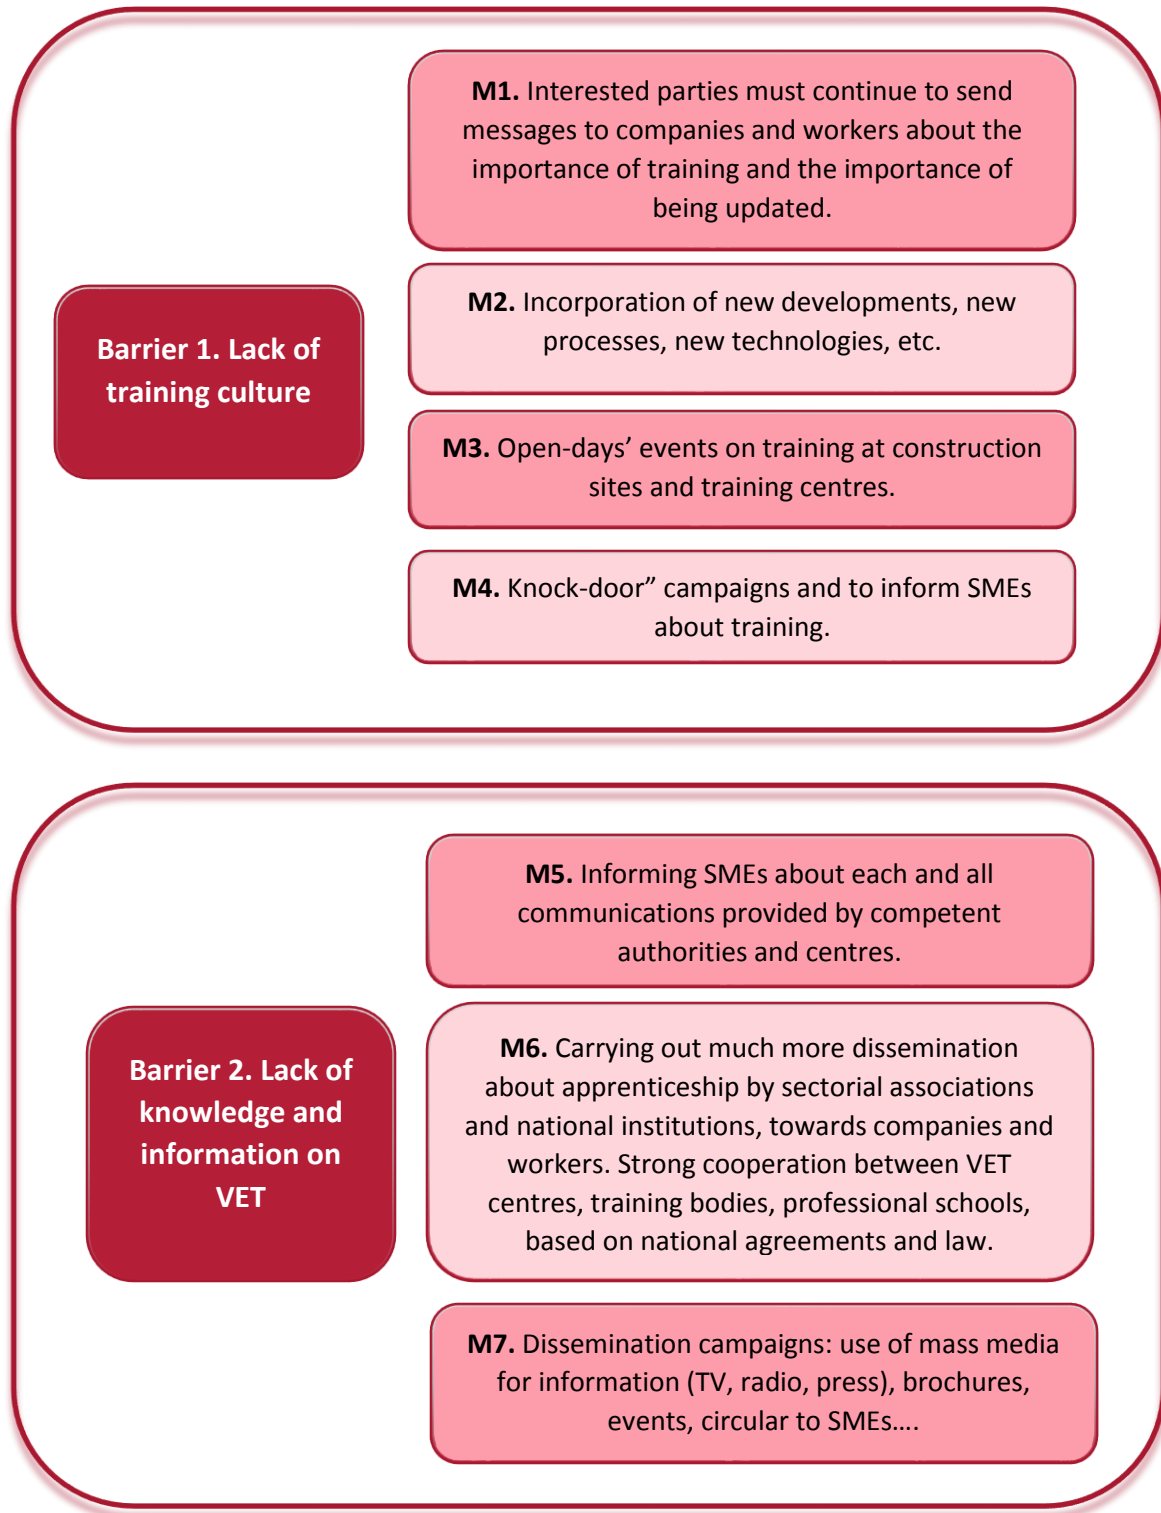 M1. Interested parties must continue to send
messages to companies and workers about the
importance of training and the importance of
being updated.
Barrier 1. Lack of
training culture
M2. Incorporation of new developments, new
processes, new technologies, etc.
M3. Open-days’ events on training at construction
sites and training centres.
M4. Knock-door” campaigns and to inform SMEs
about training.
M5. Informing SMEs about each and all
communications provided by competent
authorities and centres.
Barrier 2. Lack of
knowledge and
information on
VET
M6. Carrying out much more dissemination
about apprenticeship by sectorial associations
and national institutions, towards companies and
workers. Strong cooperation between VET
centres, training bodies, professional schools,
based on national agreements and law.
M7. Dissemination campaigns: use of mass media
for information (TV, radio, press), brochures,
events, circular to SMEs….